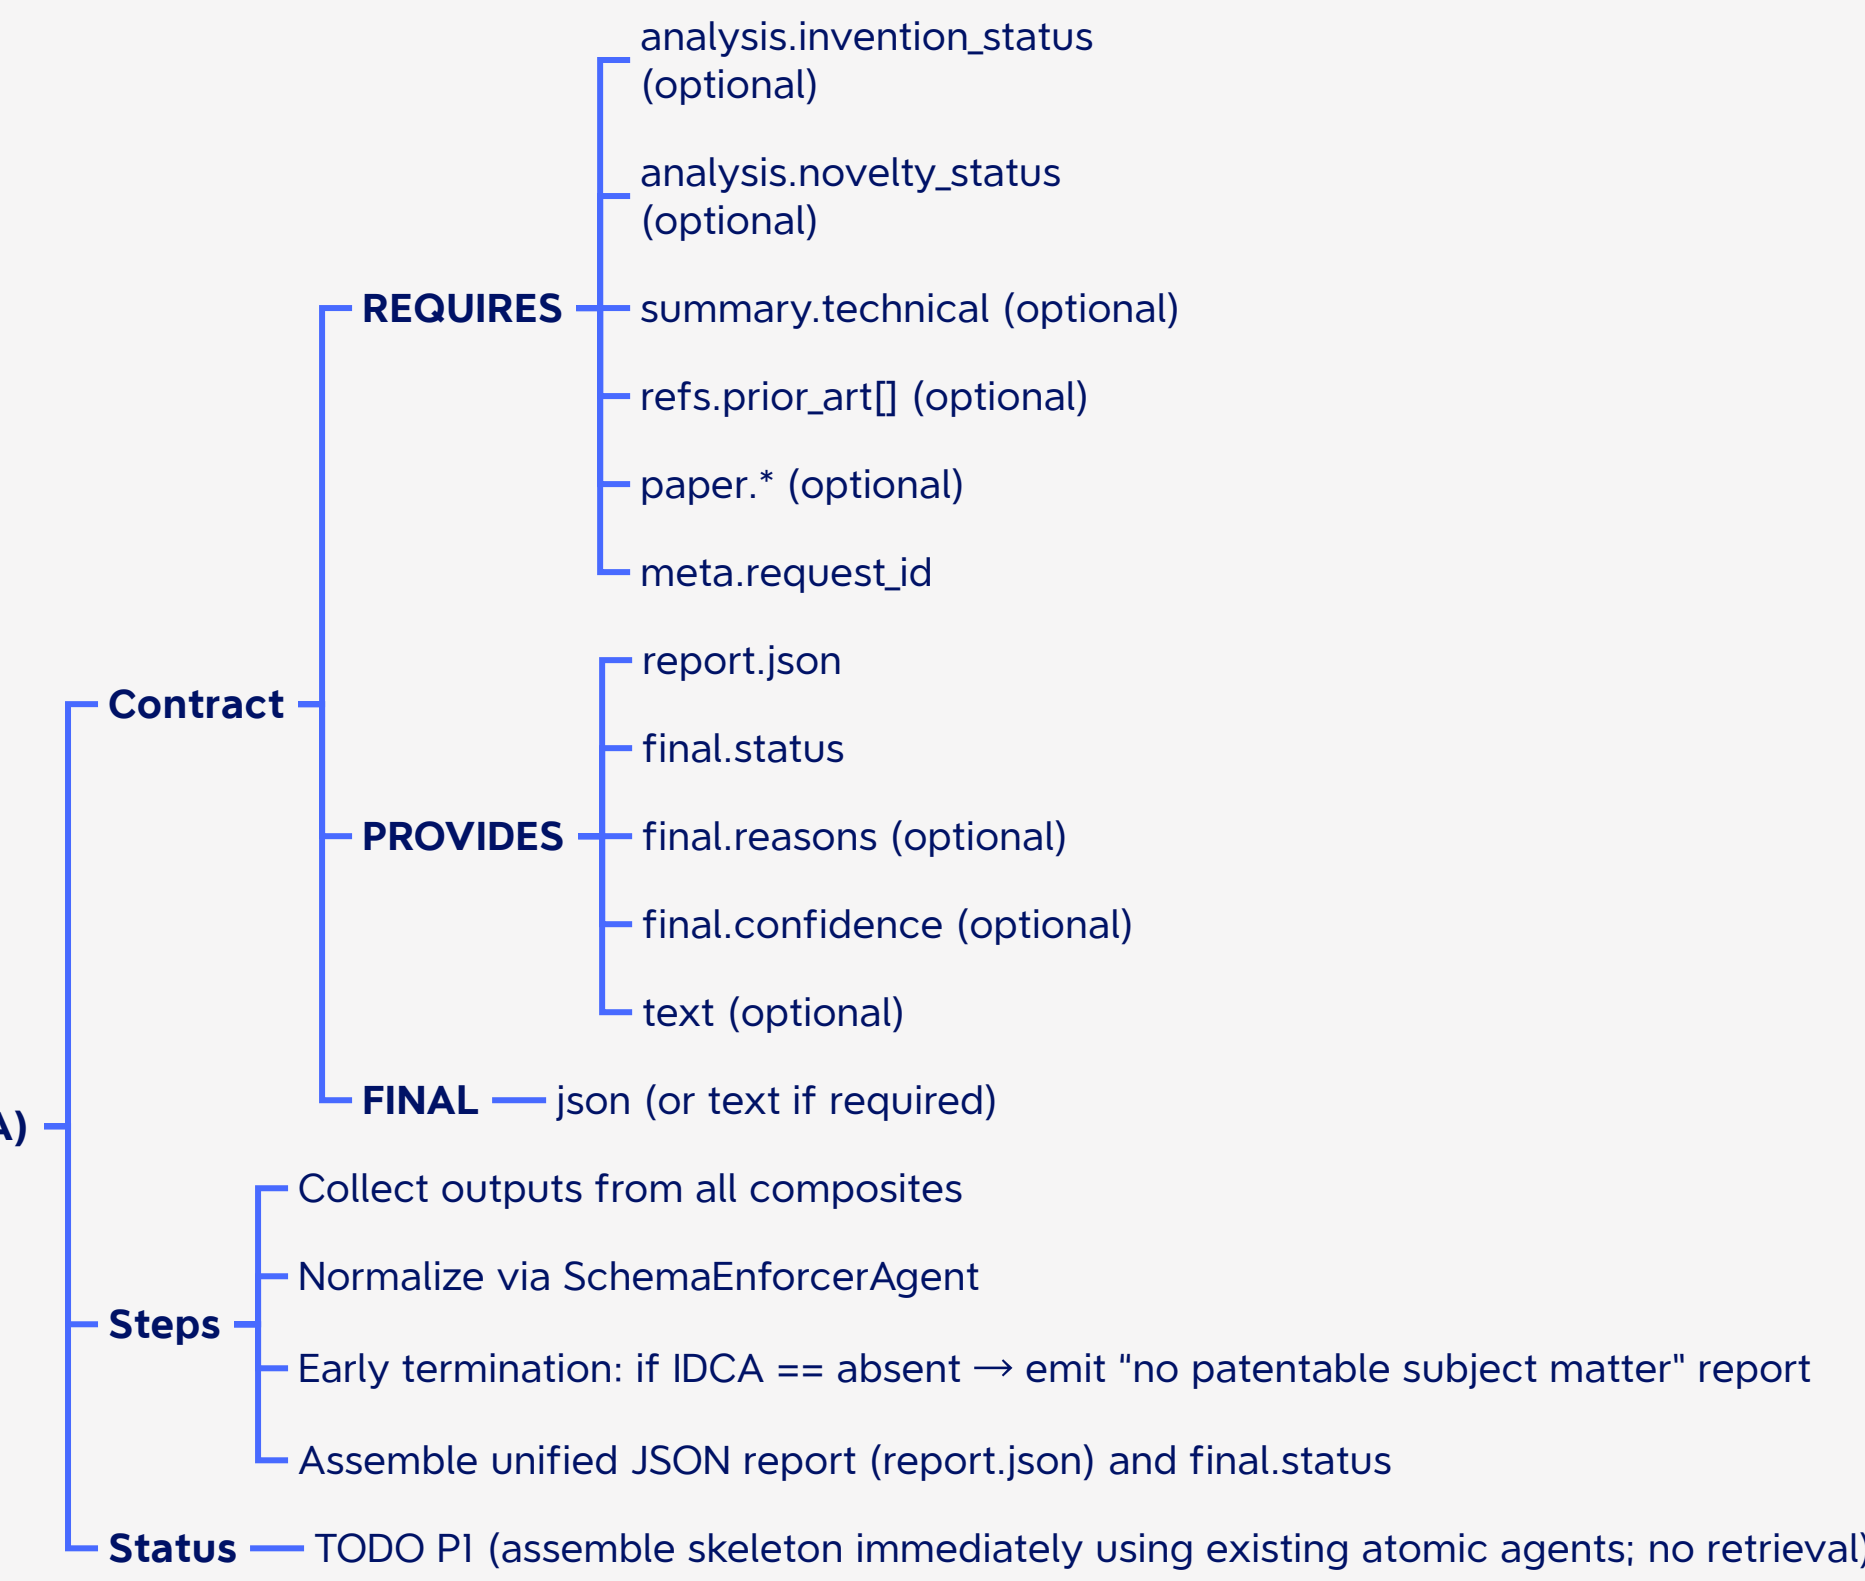 analysis.invention_status
(optional)
analysis.novelty_status
(optional)
REQUIRES
summary.technical (optional)
refs.prior_art[] (optional)
paper.* (optional)
meta.request_id
report.json
Contract
final.status
PROVIDES
final.reasons (optional)
final.confidence (optional)
text (optional)
FINAL
json (or text if required)
A)
Collect outputs from all composites
Normalize via SchemaEnforcerAgent
Steps
Early termination: if IDCA == absent → emit "no patentable subject matter" report
Assemble unified JSON report (report.json) and final.status
Status
TODO P1 (assemble skeleton immediately using existing atomic agents; no retrieval)